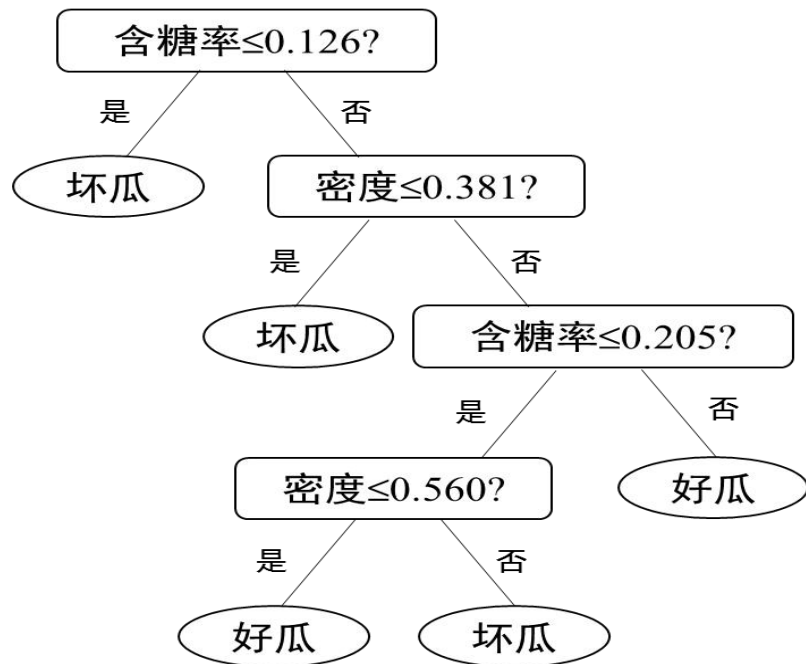 含糖率≤0.126?
是
否
坏瓜
密度≤0.381?
是
否
坏瓜
含糖率≤0.205?
是
否
密度≤0.560?
好瓜
是
否
好瓜
坏瓜